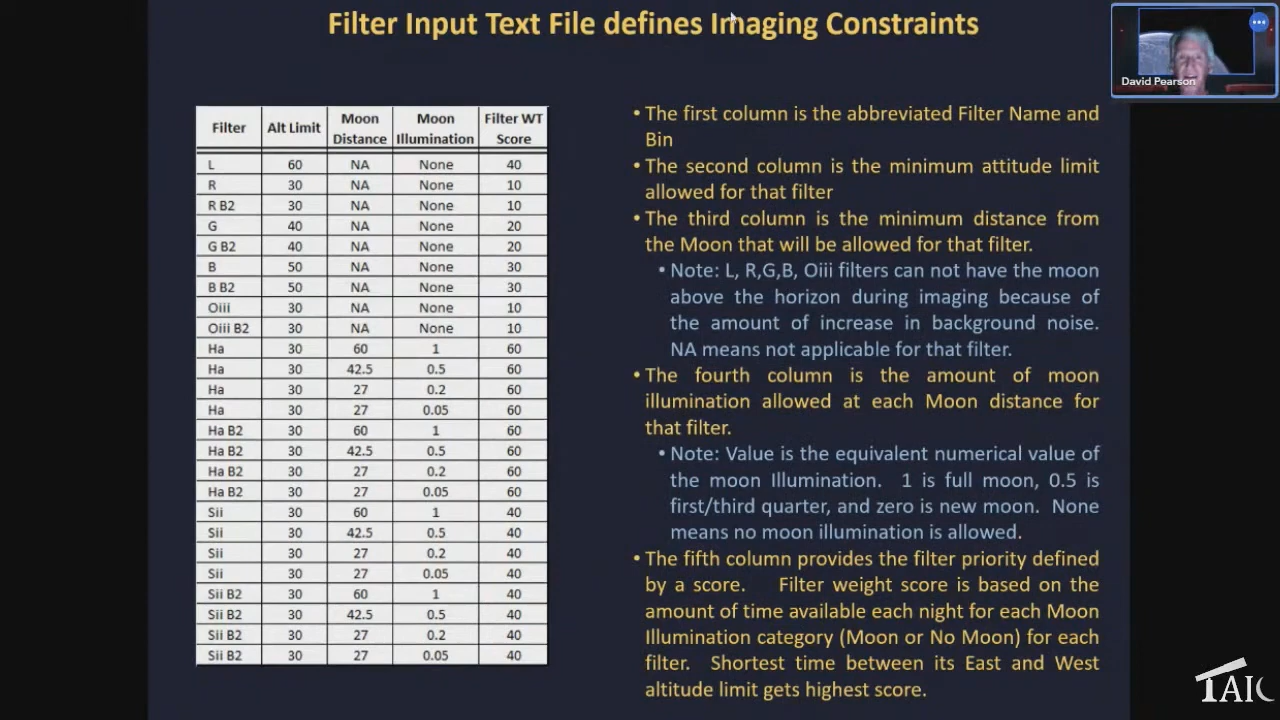 Filter Input Text File defines Imaging Constraints
David Pearson
Filter Alt Limit Moon Distance Moon Illumination Filter WT Score
L 60 NA None 40
R 30 NA None 10
R B2 30 NA None 10
G 40 NA None 20
G B2 40 NA None 20
B 50 NA None 30
B B2 50 NA None 30
Oiii 30 NA None 10
Oiii B2 30 NA None 10
Ha 30 60 1 60
Ha 30 42.5 0.5 60
Ha 30 27 0.2 60
Ha 30 27 0.05 60
Ha B2 30 60 1 60
Ha B2 30 42.5 0.5 60
Ha B2 30 27 0.2 60
Ha B2 30 27 0.05 60
Sii 30 60 1 40
Sii 30 42.5 0.5 40
Sii 30 27 0.2 40
Sii 30 27 0.05 40
Sii B2 30 60 1 40
Sii B2 30 42.5 0.5 40
Sii B2 30 27 0.2 40
Sii B2 30 27 0.05 40
• The first column is the abbreviated Filter Name and
Bin
• The second column is the minimum attitude limit
allowed for that filter
• The third column is the minimum distance from
the Moon that will be allowed for that filter.
• Note: L, R,G,B, Oiii filters can not have the moon
above the horizon during imaging because of
the amount of increase in background noise.
NA means not applicable for that filter.
• The fourth column is the amount of moon
illumination allowed at each Moon distance for
that filter.
• Note: Value is the equivalent numerical value of
the moon Illumination. 1 is full moon, 0.5 is
first/third quarter, and zero is new moon. None
means no moon illumination is allowed.
• The fifth column provides the filter priority defined
by a score. Filter weight score is based on the
amount of time available each night for each Moon
Illumination category (Moon or No Moon) for each
filter. Shortest time between its East and West
altitude limit gets highest score.
TAIC